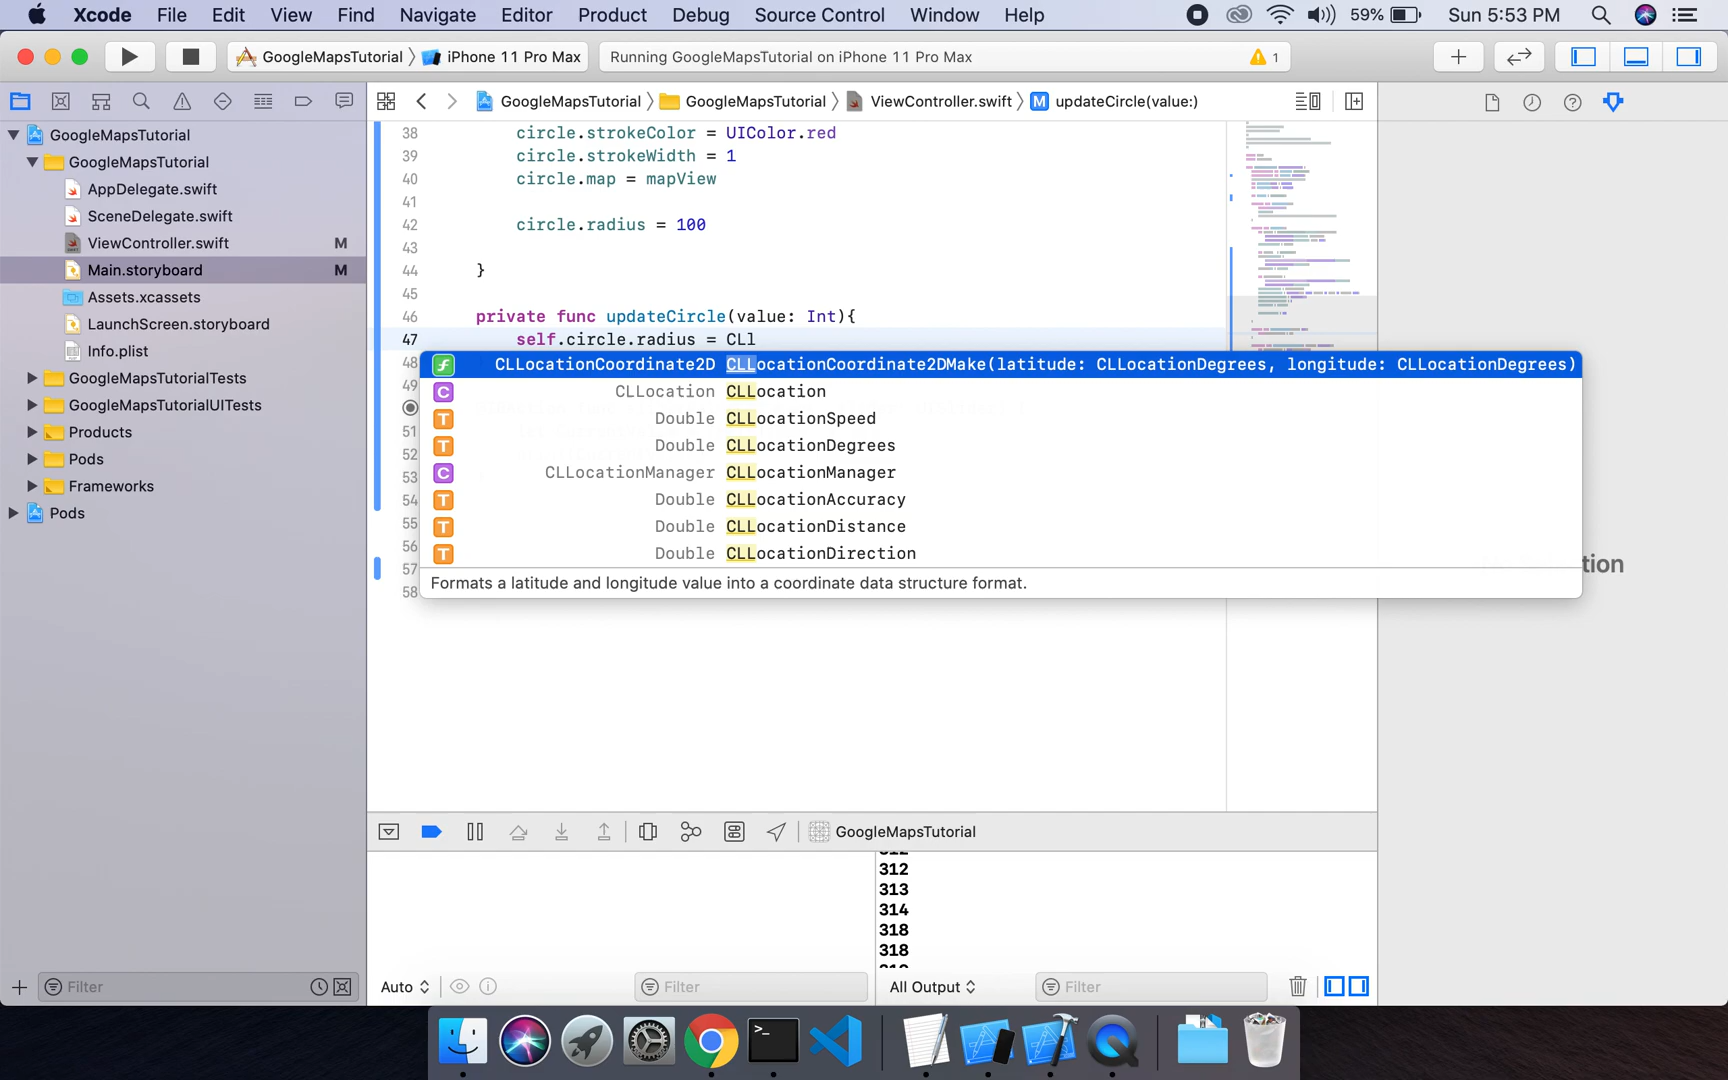 Xcode File Edit View Find Navigate Editor Product Debug Source Control Window Help 59% Sun 5:53 PM
GoogleMapsTutorial iPhone 11 Pro Max Running GoogleMapsTutorial on iPhone 11 Pro Max 1
GoogleMapsTutorial GoogleMapsTutorial ViewController.swift M updateCircle(value:)
GoogleMapsTutorial
GoogleMapsTutorial
AppDelegate.swift
SceneDelegate.swift
ViewController.swift M
Main.storyboard M
Assets.xcassets
LaunchScreen.storyboard
Info.plist
GoogleMapsTutorialTests
GoogleMapsTutorialUITests
Products
Pods
Frameworks
Pods
Filter
38 circle.strokeColor = UIColor.red
39 circle.strokeWidth = 1
40 circle.map = mapView
41
42 circle.radius = 100
43
44 }
45
46 private func updateCircle(value: Int){
47 self.circle.radius = CLl
48
49
51
52
53
54
55
56
57
58
f CLLocationCoordinate2D CLLocationCoordinate2DMake(latitude: CLLocationDegrees, longitude: CLLocationDegrees)
C CLLocation CLLocation
T Double CLLocationSpeed
T Double CLLocationDegrees
C CLLocationManager CLLocationManager
T Double CLLocationAccuracy
T Double CLLocationDistance
T Double CLLocationDirection
Formats a latitude and longitude value into a coordinate data structure format.
tion
GoogleMapsTutorial
312
312
313
314
318
318
Auto Filter All Output Filter